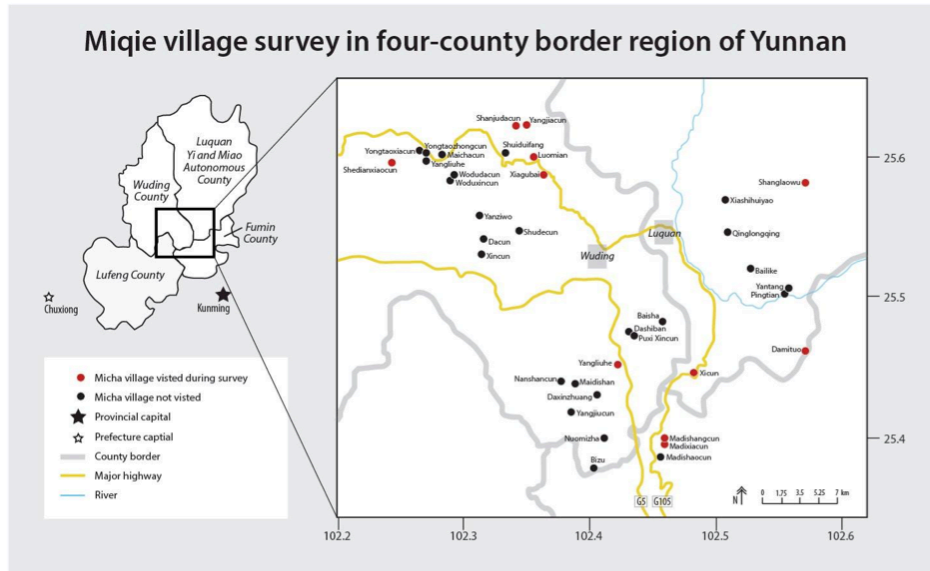 Miqie village survey in four-county border region of Yunnan
Luquan
Yi and Miao
Autonomous
County
Wuding
County
Fumin
County
Lufeng County
Chuxiong
Kunming
Micha village visted during survey
Micha village not visted
Provincial capital
Prefecture captial
County border
Major highway
River
Shanjudacun
Yangjiacun
Yongtaoxiacun
Yongtaozhongcun
Maichacun
Yangliuhe
Shuiduifang
Luomian
Shedianxiaocun
Wodudacun
Woduxincun
Xiagubai
Shanglaowu
Xiashihuiyao
Yanziwo
Shudecun
Dacun
Xincun
Wuding
Luquan
Qinglongqing
Bailike
Yantang
Pingtian
Baisha
Dashiban
Puxi Xincun
Damituo
Yangliuhe
Xicun
Nanshancun
Maidishan
Daxinzhuang
Yangjiucun
Nuomizha
Bizu
Madishangcun
Madixiacun
Madishaocun
G5
G105
N
0 1.75 3.5 5.25 7 km
25.6
25.5
25.4
102.2
102.3
102.4
102.5
102.6